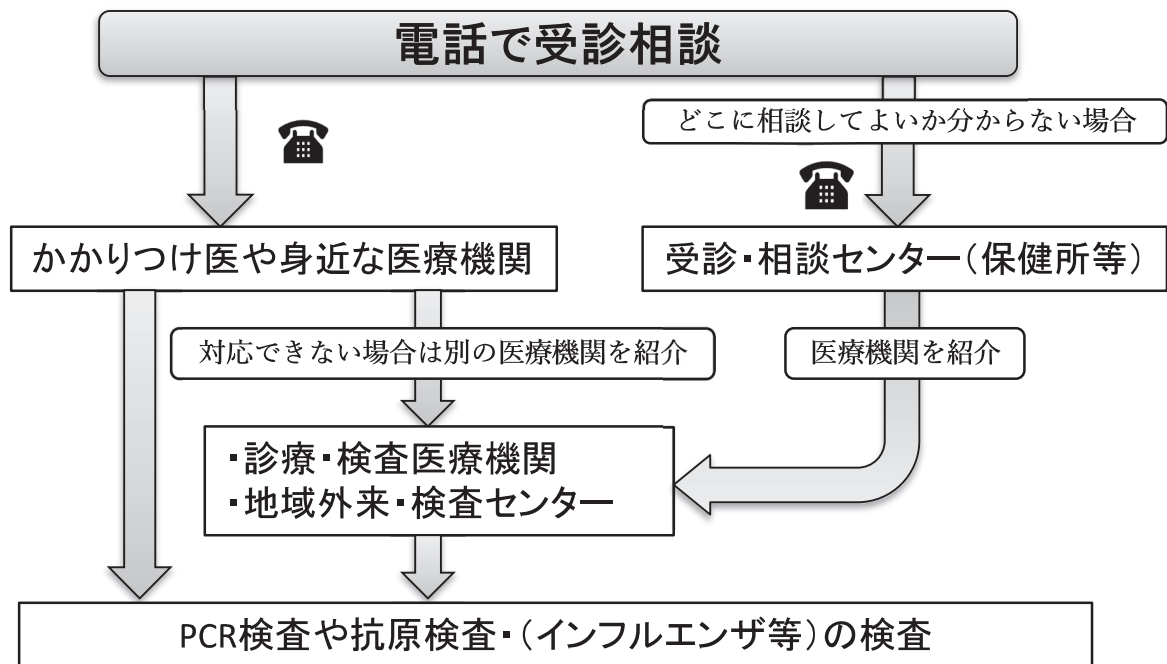 電話で受診相談
どこに相談してよいか分からない場合
かかりつけ医や身近な医療機関
受診・相談センター（保健所等）
対応できない場合は別の医療機関を紹介
医療機関を紹介
・診療・検査医療機関
・地域外来・検査センター
PCR検査や抗原検査・（インフルエンザ等）の検査